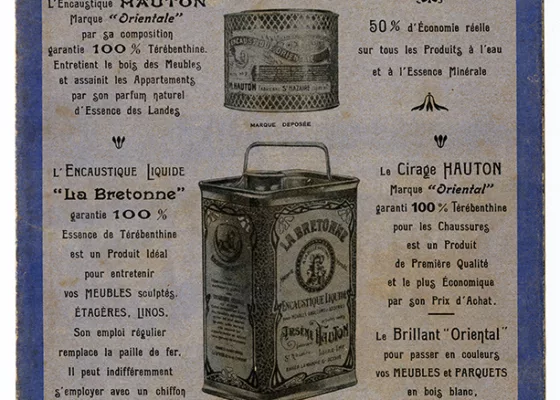 L'Encaustique HAUTON
Marque "Orientale"
par sa composition
garantie 100 % Térébenthine.
Entretient le bois des Meubles
et assainit les Appartements
par son parfum naturel
d'Essence des Landes
L'ENCAUSTIQUE LIQUIDE
"La Bretonne"
garantie 100 %
Essence de Térébenthine
est un Produit Idéal
pour entretenir
vos MEUBLES sculptés,
ÉTAGÈRES, LINOS.
Son emploi régulier
remplace la paille de fer.
Il peut indifféremment
s'employer avec un chiffon
M. HAUTON
ST NAZAIRE
MARQUE DÉPOSÉE
LA BRETONNE
ENCAUSTIQUE LIQUIDE
Arsène HAUTON
50 % d'Économie réelle
sur tous les Produits à l'eau
et à l'Essence Minérale
Le Cirage HAUTON
Marque "Oriental"
garanti 100 % Térébenthine
pour les Chaussures
est un Produit
de Première Qualité
et le plus Économique
par son Prix d'Achat.
Le Brillant "Oriental"
pour passer en couleurs
vos MEUBLES et PARQUETS
en bois blanc,